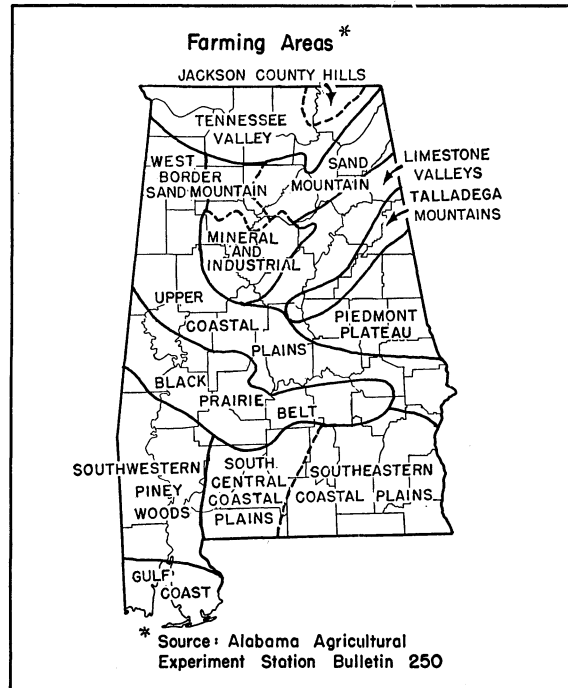 Farming Areas *
JACKSON COUNTY HILLS
TENNESSEE
VALLEY
WEST
BORDER
SAND MOUNTAIN
SAND
MOUNTAIN
LIMESTONE
VALLEYS
TALLADEGA
MOUNTAINS
MINERAL
AND
INDUSTRIAL
UPPER
COASTAL
PLAINS
PIEDMONT
PLATEAU
BLACK
PRAIRIE
BELT
SOUTHWESTERN
PINEY
WOODS
SOUTH
CENTRAL
COASTAL
PLAINS
SOUTHEASTERN
COASTAL PLAINS
GULF
COAST
* Source: Alabama Agricultural
Experiment Station Bulletin 250